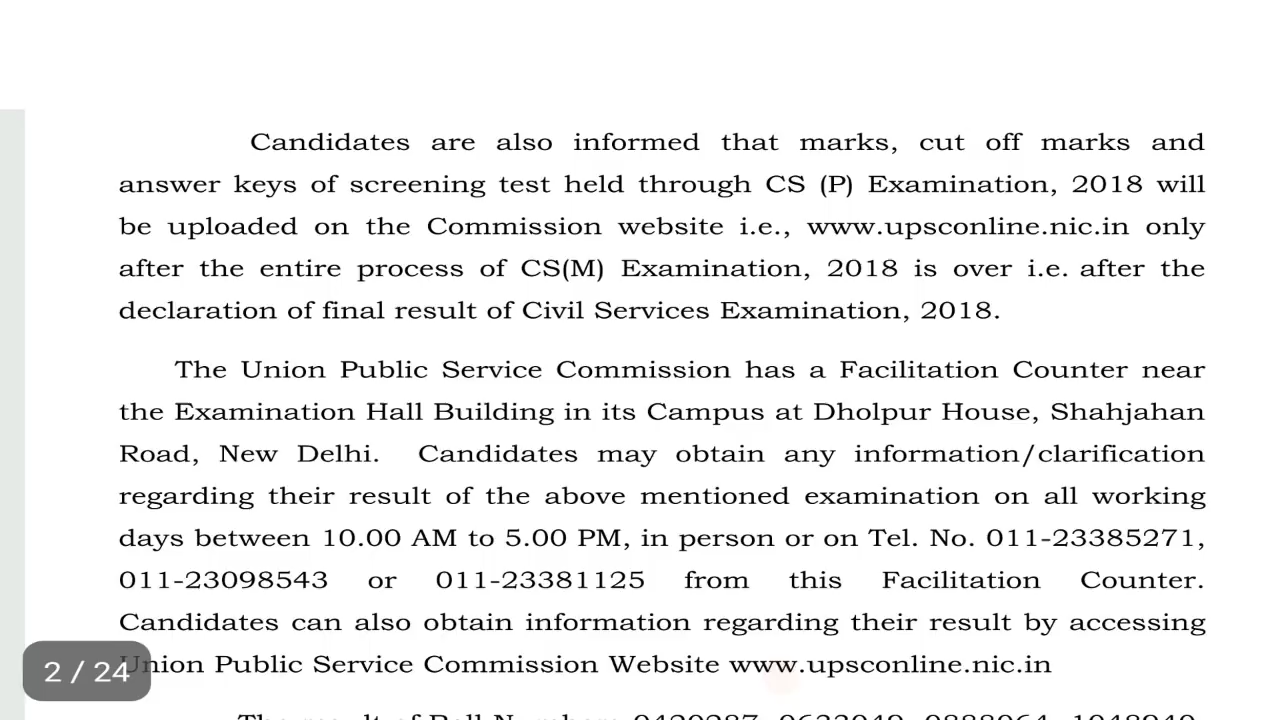 Candidates are also informed that marks, cut off marks and
answer keys of screening test held through CS (P) Examination, 2018 will
be uploaded on the Commission website i.e., www.upsconline.nic.in only
after the entire process of CS(M) Examination, 2018 is over i.e. after the
declaration of final result of Civil Services Examination, 2018.
The Union Public Service Commission has a Facilitation Counter near
the Examination Hall Building in its Campus at Dholpur House, Shahjahan
Road, New Delhi. Candidates may obtain any information/clarification
regarding their result of the above mentioned examination on all working
days between 10.00 AM to 5.00 PM, in person or on Tel. No. 011-23385271,
011-23098543 or 011-23381125 from this Facilitation Counter.
Candidates can also obtain information regarding their result by accessing
Union Public Service Commission Website www.upsconline.nic.in
2 / 24
The result of Roll Numbers